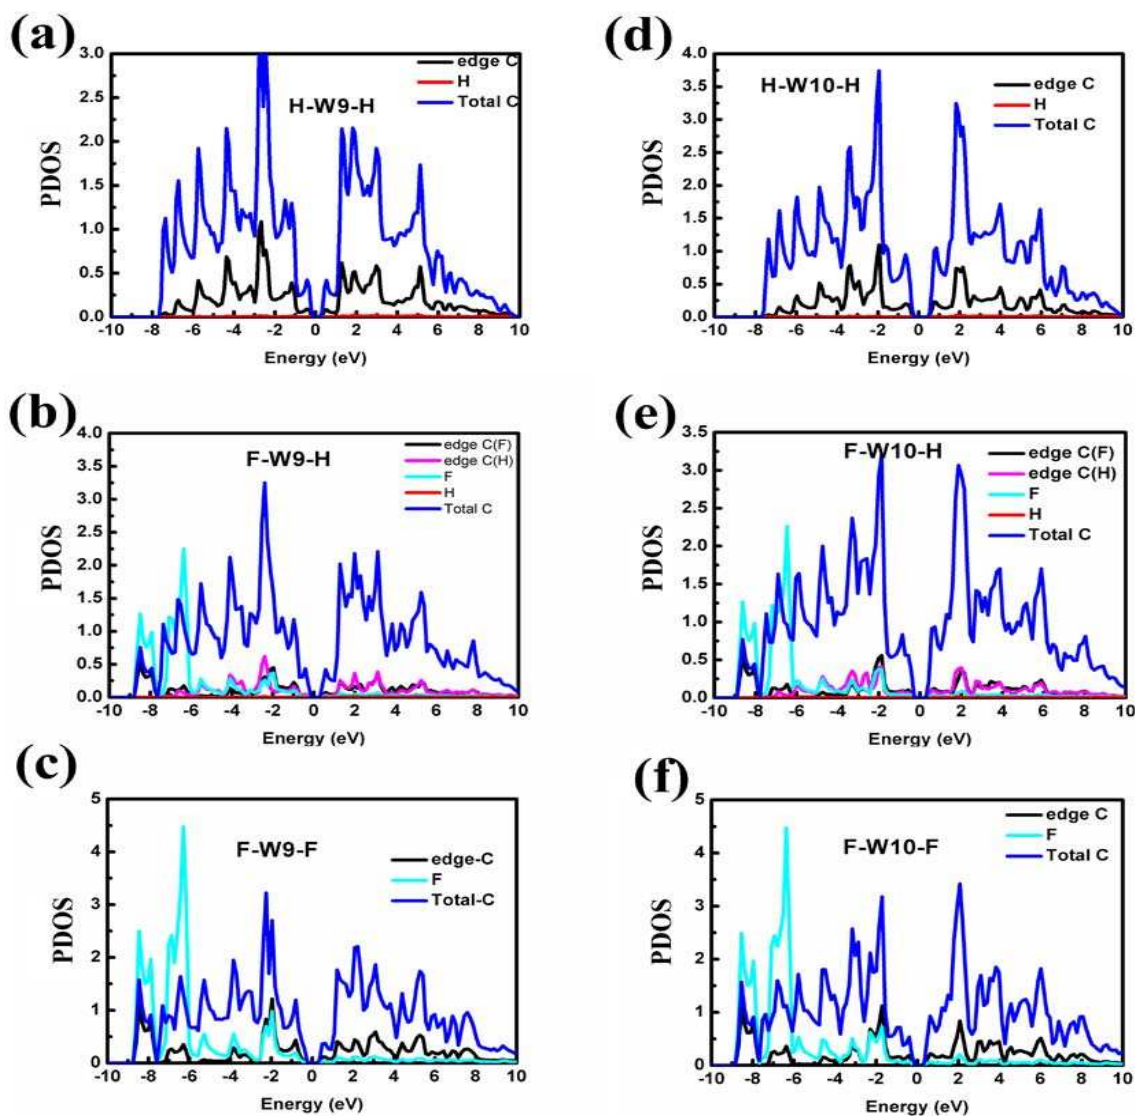 (a)
3.0
2.5
2.0
1.5
1.0
0.5
0.0
PDOS
H-W9-H
edge C
H
Total C
-10 -8 -6 -4 -2 0 2 4 6 8 10
Energy (eV)
(d)
4.0
3.5
3.0
2.5
2.0
1.5
1.0
0.5
0.0
PDOS
H-W10-H
edge C
H
Total C
-10 -8 -6 -4 -2 0 2 4 6 8 10
Energy (eV)
(b)
4.0
3.5
3.0
2.5
2.0
1.5
1.0
0.5
0.0
PDOS
F-W9-H
edge C(F)
edge C(H)
F
H
Total C
-10 -8 -6 -4 -2 0 2 4 6 8 10
Energy (eV)
(e)
3.5
3.0
2.5
2.0
1.5
1.0
0.5
0.0
PDOS
F-W10-H
edge C(F)
edge C(H)
F
H
Total C
-10 -8 -6 -4 -2 0 2 4 6 8 10
Energy (eV)
(c)
5
4
3
2
1
0
PDOS
F-W9-F
edge-C
F
Total-C
-10 -8 -6 -4 -2 0 2 4 6 8 10
Energy (eV)
(f)
5
4
3
2
1
0
PDOS
F-W10-F
edge C
F
Total C
-10 -8 -6 -4 -2 0 2 4 6 8 10
Energy (eV)